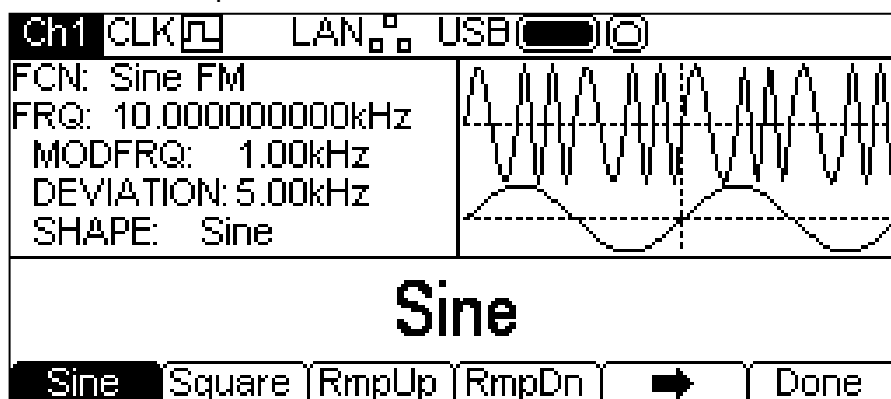 Ch1 CLK LAN USB
FCN: Sine FM
FRQ: 10.000000000kHz
MODFRQ: 1.00kHz
DEVIATION: 5.00kHz
SHAPE: Sine
Sine
Sine Square RmpUp RmpDn Done